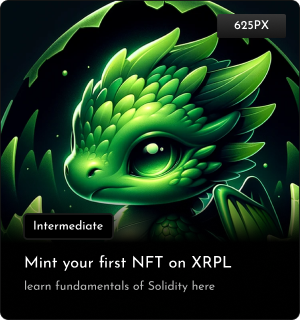 625PX
Intermediate
Mint your first NFT on XRPL
learn fundamentals of Solidity here